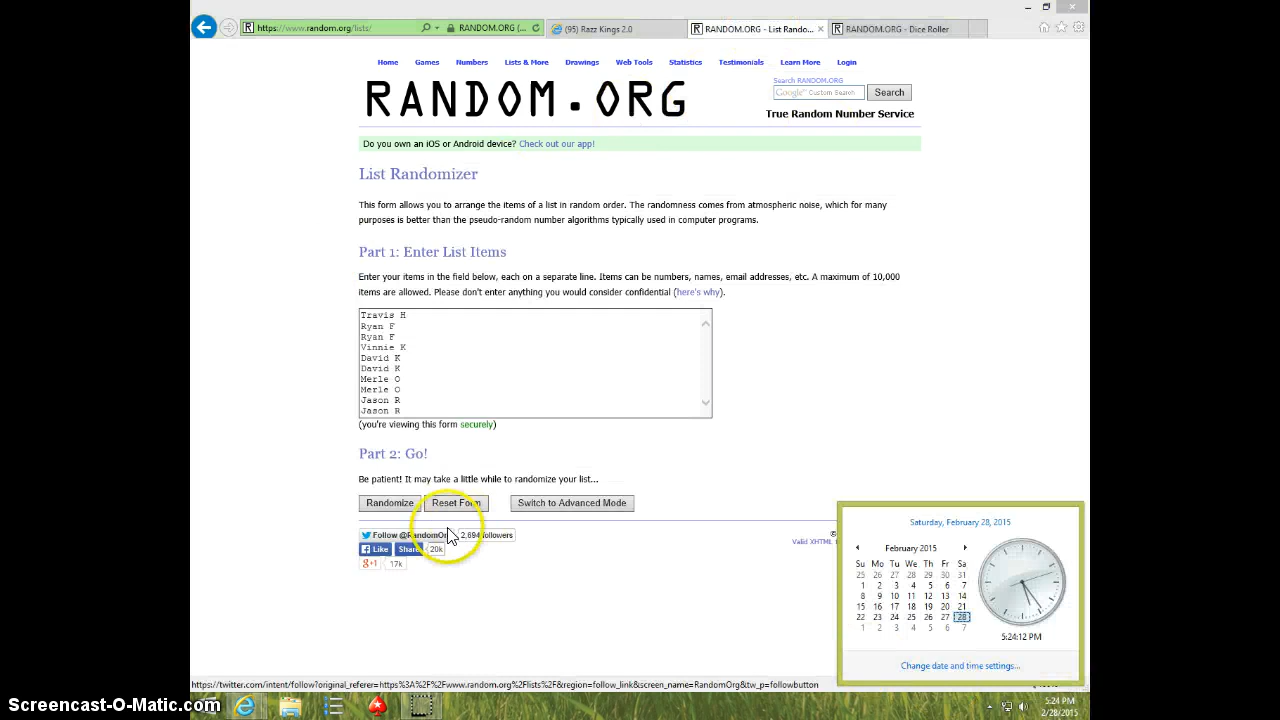 https://www.random.org/lists/
RANDOM.ORG (...
(95) Razz Kings 2.0
RANDOM.ORG - List Rando...
RANDOM.ORG - Dice Roller
Home Games Numbers Lists & More Drawings Web Tools Statistics Testimonials Learn More Login
Search RANDOM.ORG
Google™ Custom Search
Search
RANDOM.ORG
True Random Number Service
Do you own an iOS or Android device? Check out our app!
List Randomizer
This form allows you to arrange the items of a list in random order. The randomness comes from atmospheric noise, which for many
purposes is better than the pseudo-random number algorithms typically used in computer programs.
Part 1: Enter List Items
Enter your items in the field below, each on a separate line. Items can be numbers, names, email addresses, etc. A maximum of 10,000
items are allowed. Please don't enter anything you would consider confidential (here's why).
Travis H
Ryan F
Ryan F
Vinnie K
David K
David K
Merle O
Merle O
Jason R
Jason R
(you're viewing this form securely)
Part 2: Go!
Be patient! It may take a little while to randomize your list...
Randomize Reset Form Switch to Advanced Mode
Follow @RandomOr 2,694 followers
Like Share 20k
g+1 17k
©
Valid XHTML
Saturday, February 28, 2015
February 2015
Su Mo Tu We Th Fr Sa
25 26 27 28 29 30 31
1 2 3 4 5 6 7
8 9 10 11 12 13 14
15 16 17 18 19 20 21
22 23 24 25 26 27 28
1 2 3 4 5 6 7
5:24:12 PM
Change date and time settings...
https://twitter.com/intent/follow?original_referer=https%3A%2F%2Fwww.random.org%2Flists%2F&region=follow_link&screen_name=RandomOrg&tw_p=followbutton
5:24 PM
2/28/2015
Screencast-O-Matic.com